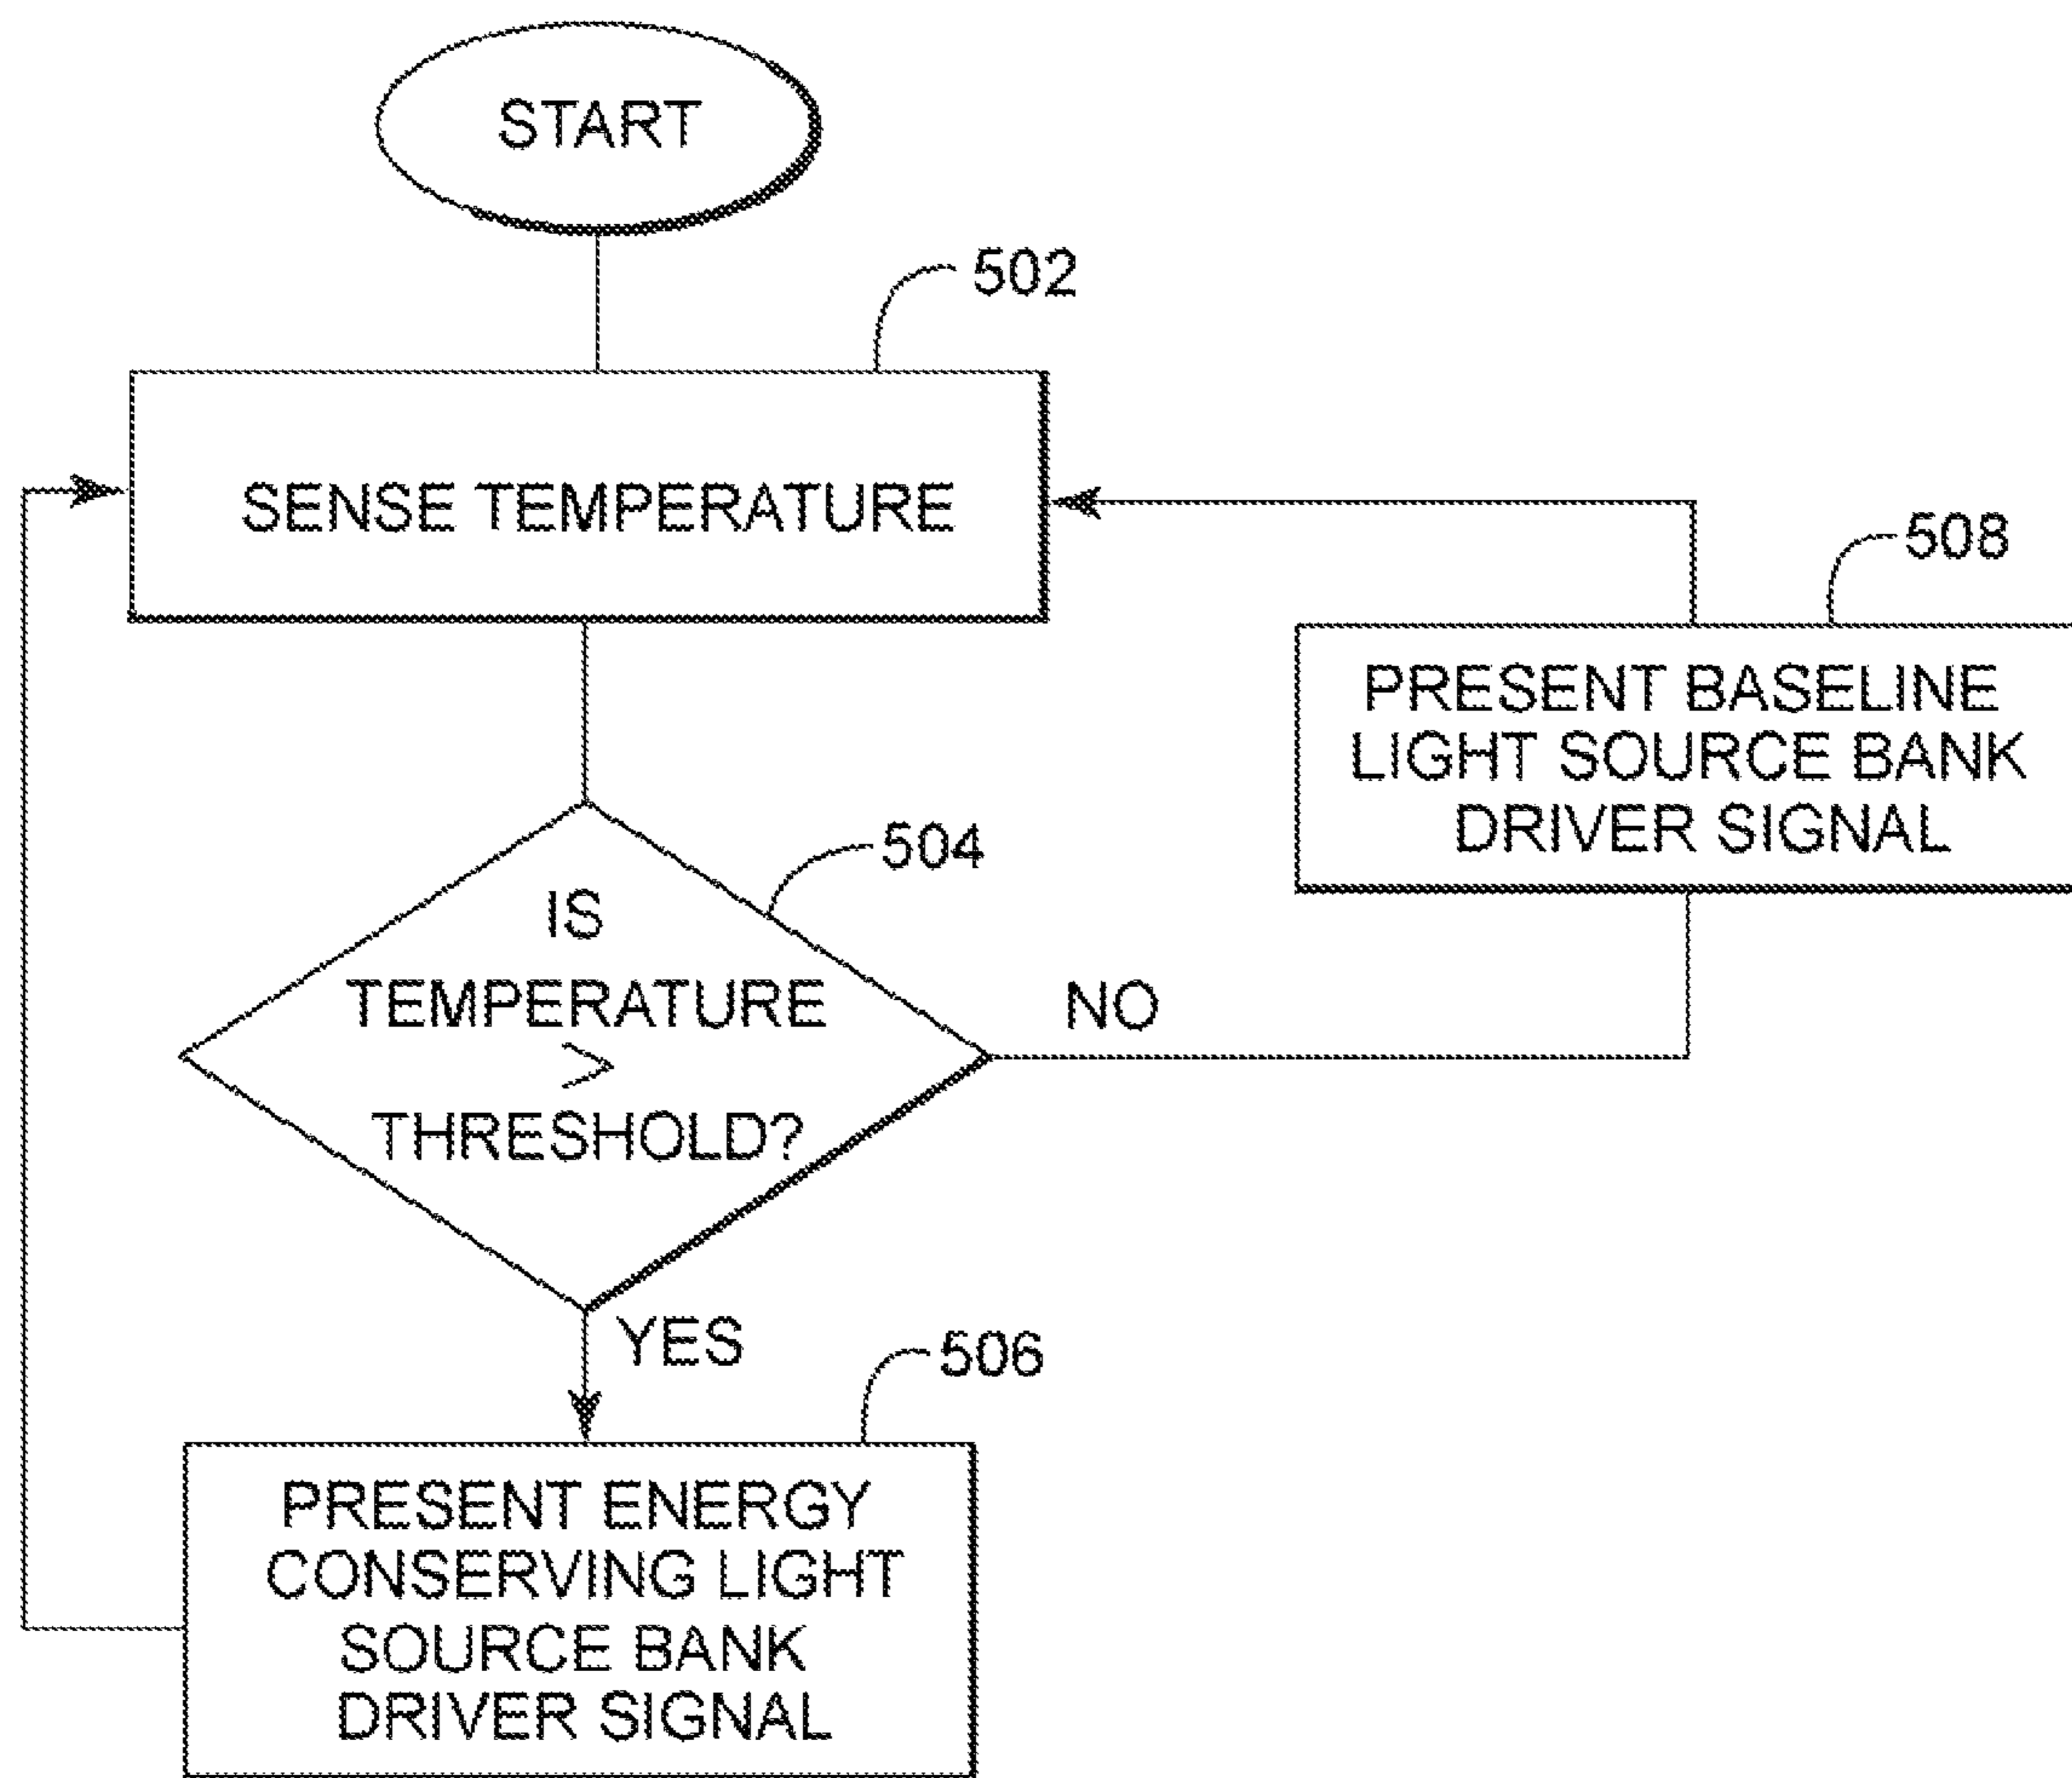 START
502
SENSE TEMPERATURE
508
PRESENT BASELINE
LIGHT SOURCE BANK
DRIVER SIGNAL
504
IS
TEMPERATURE
>
THRESHOLD?
NO
YES
506
PRESENT ENERGY
CONSERVING LIGHT
SOURCE BANK
DRIVER SIGNAL